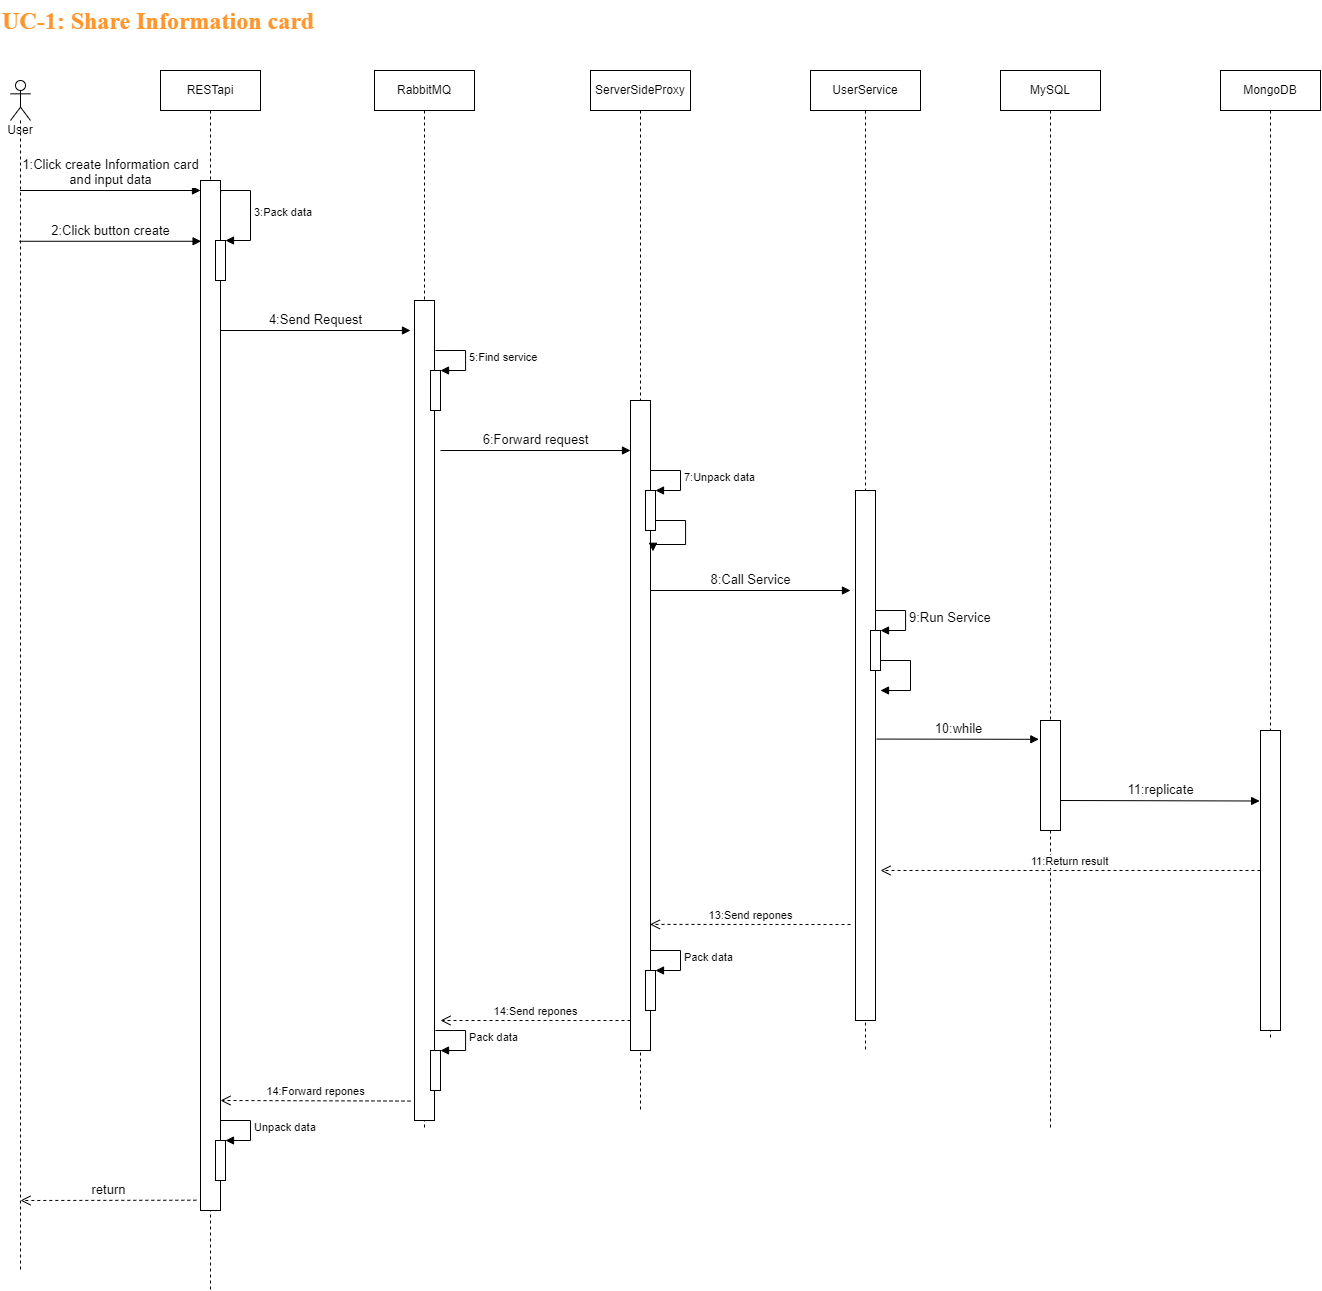 UC-1: Share Information card
RESTapi
RabbitMQ
ServerSideProxy
UserService
MySQL
MongoDB
User
1:Click create Information card
and input data
3:Pack data
2:Click button create
4:Send Request
5:Find service
6:Forward request
7:Unpack data
8:Call Service
9:Run Service
10:while
11:replicate
11:Return result
13:Send repones
Pack data
14:Send repones
Pack data
14:Forward repones
Unpack data
return